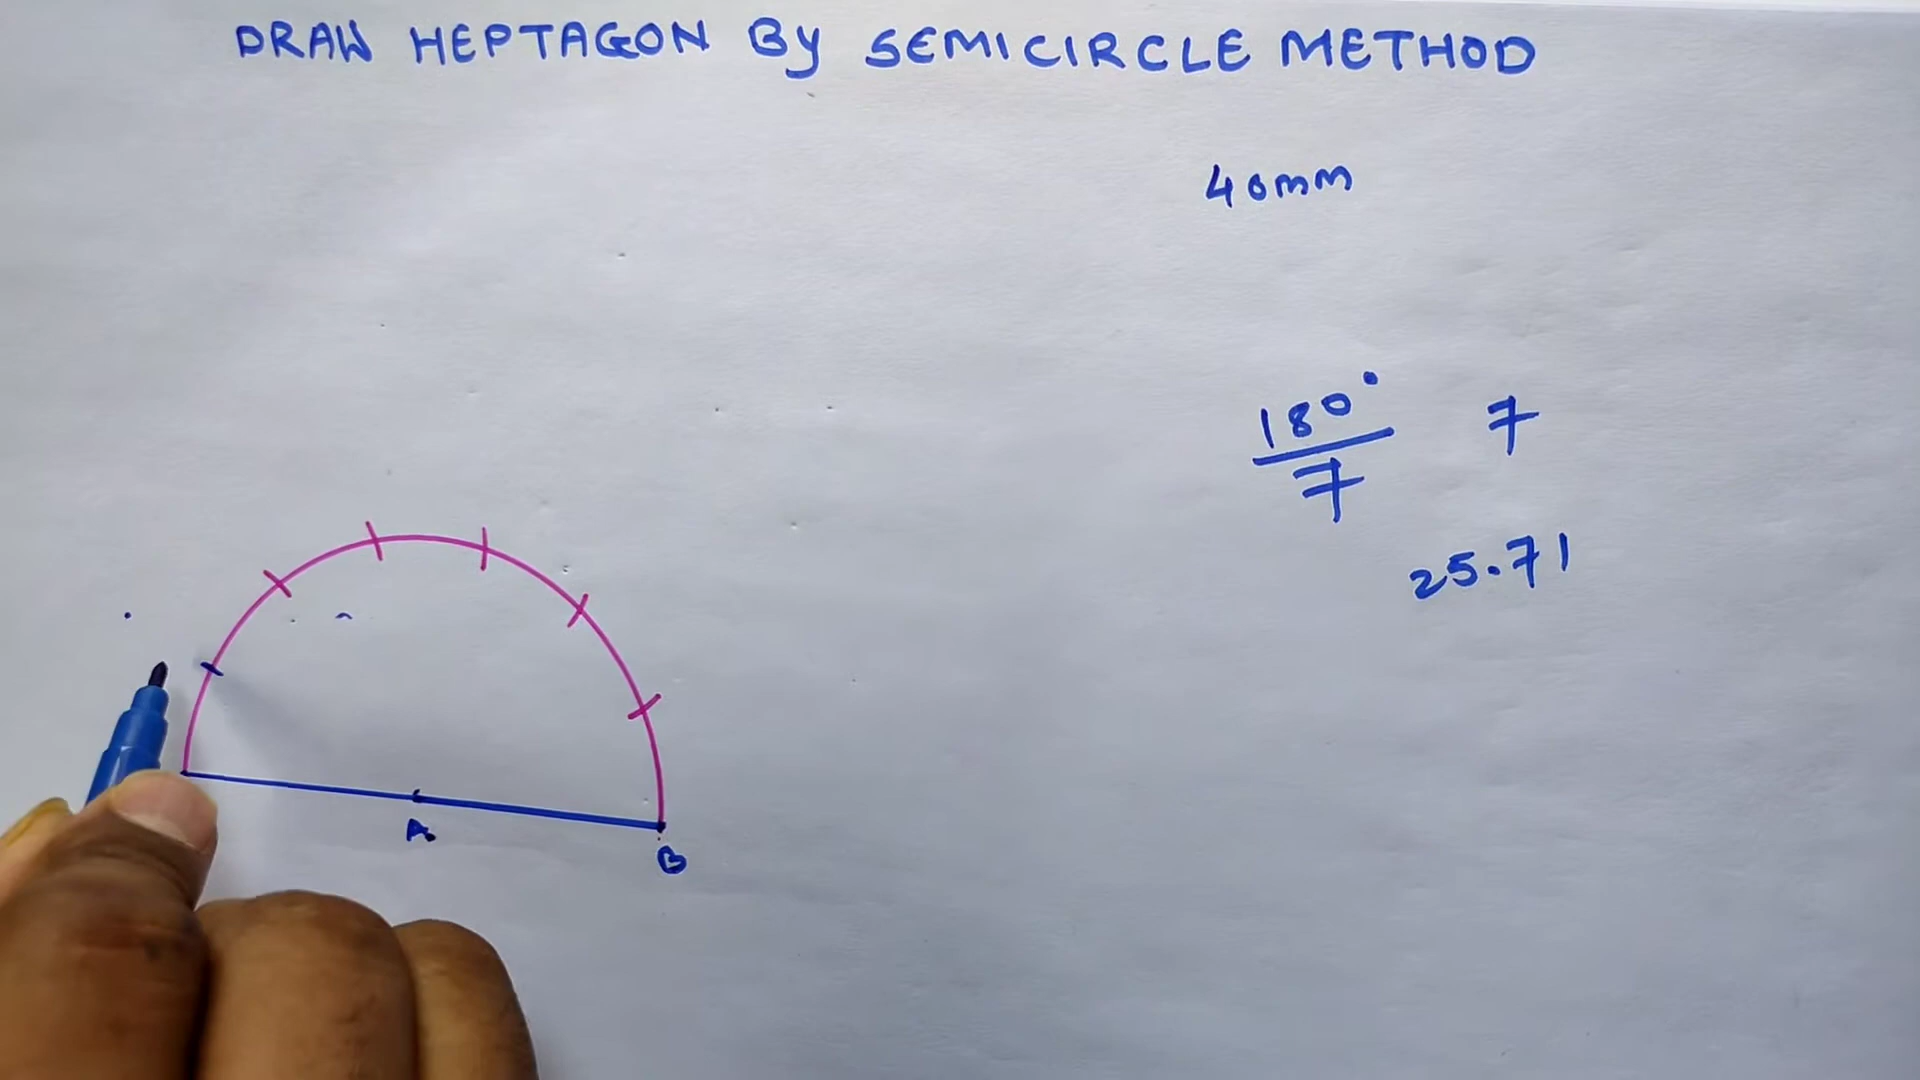 DRAW HEPTAGON By SEMICIRCLE METHOD
40mm
180°
7
7
25.71
A
B